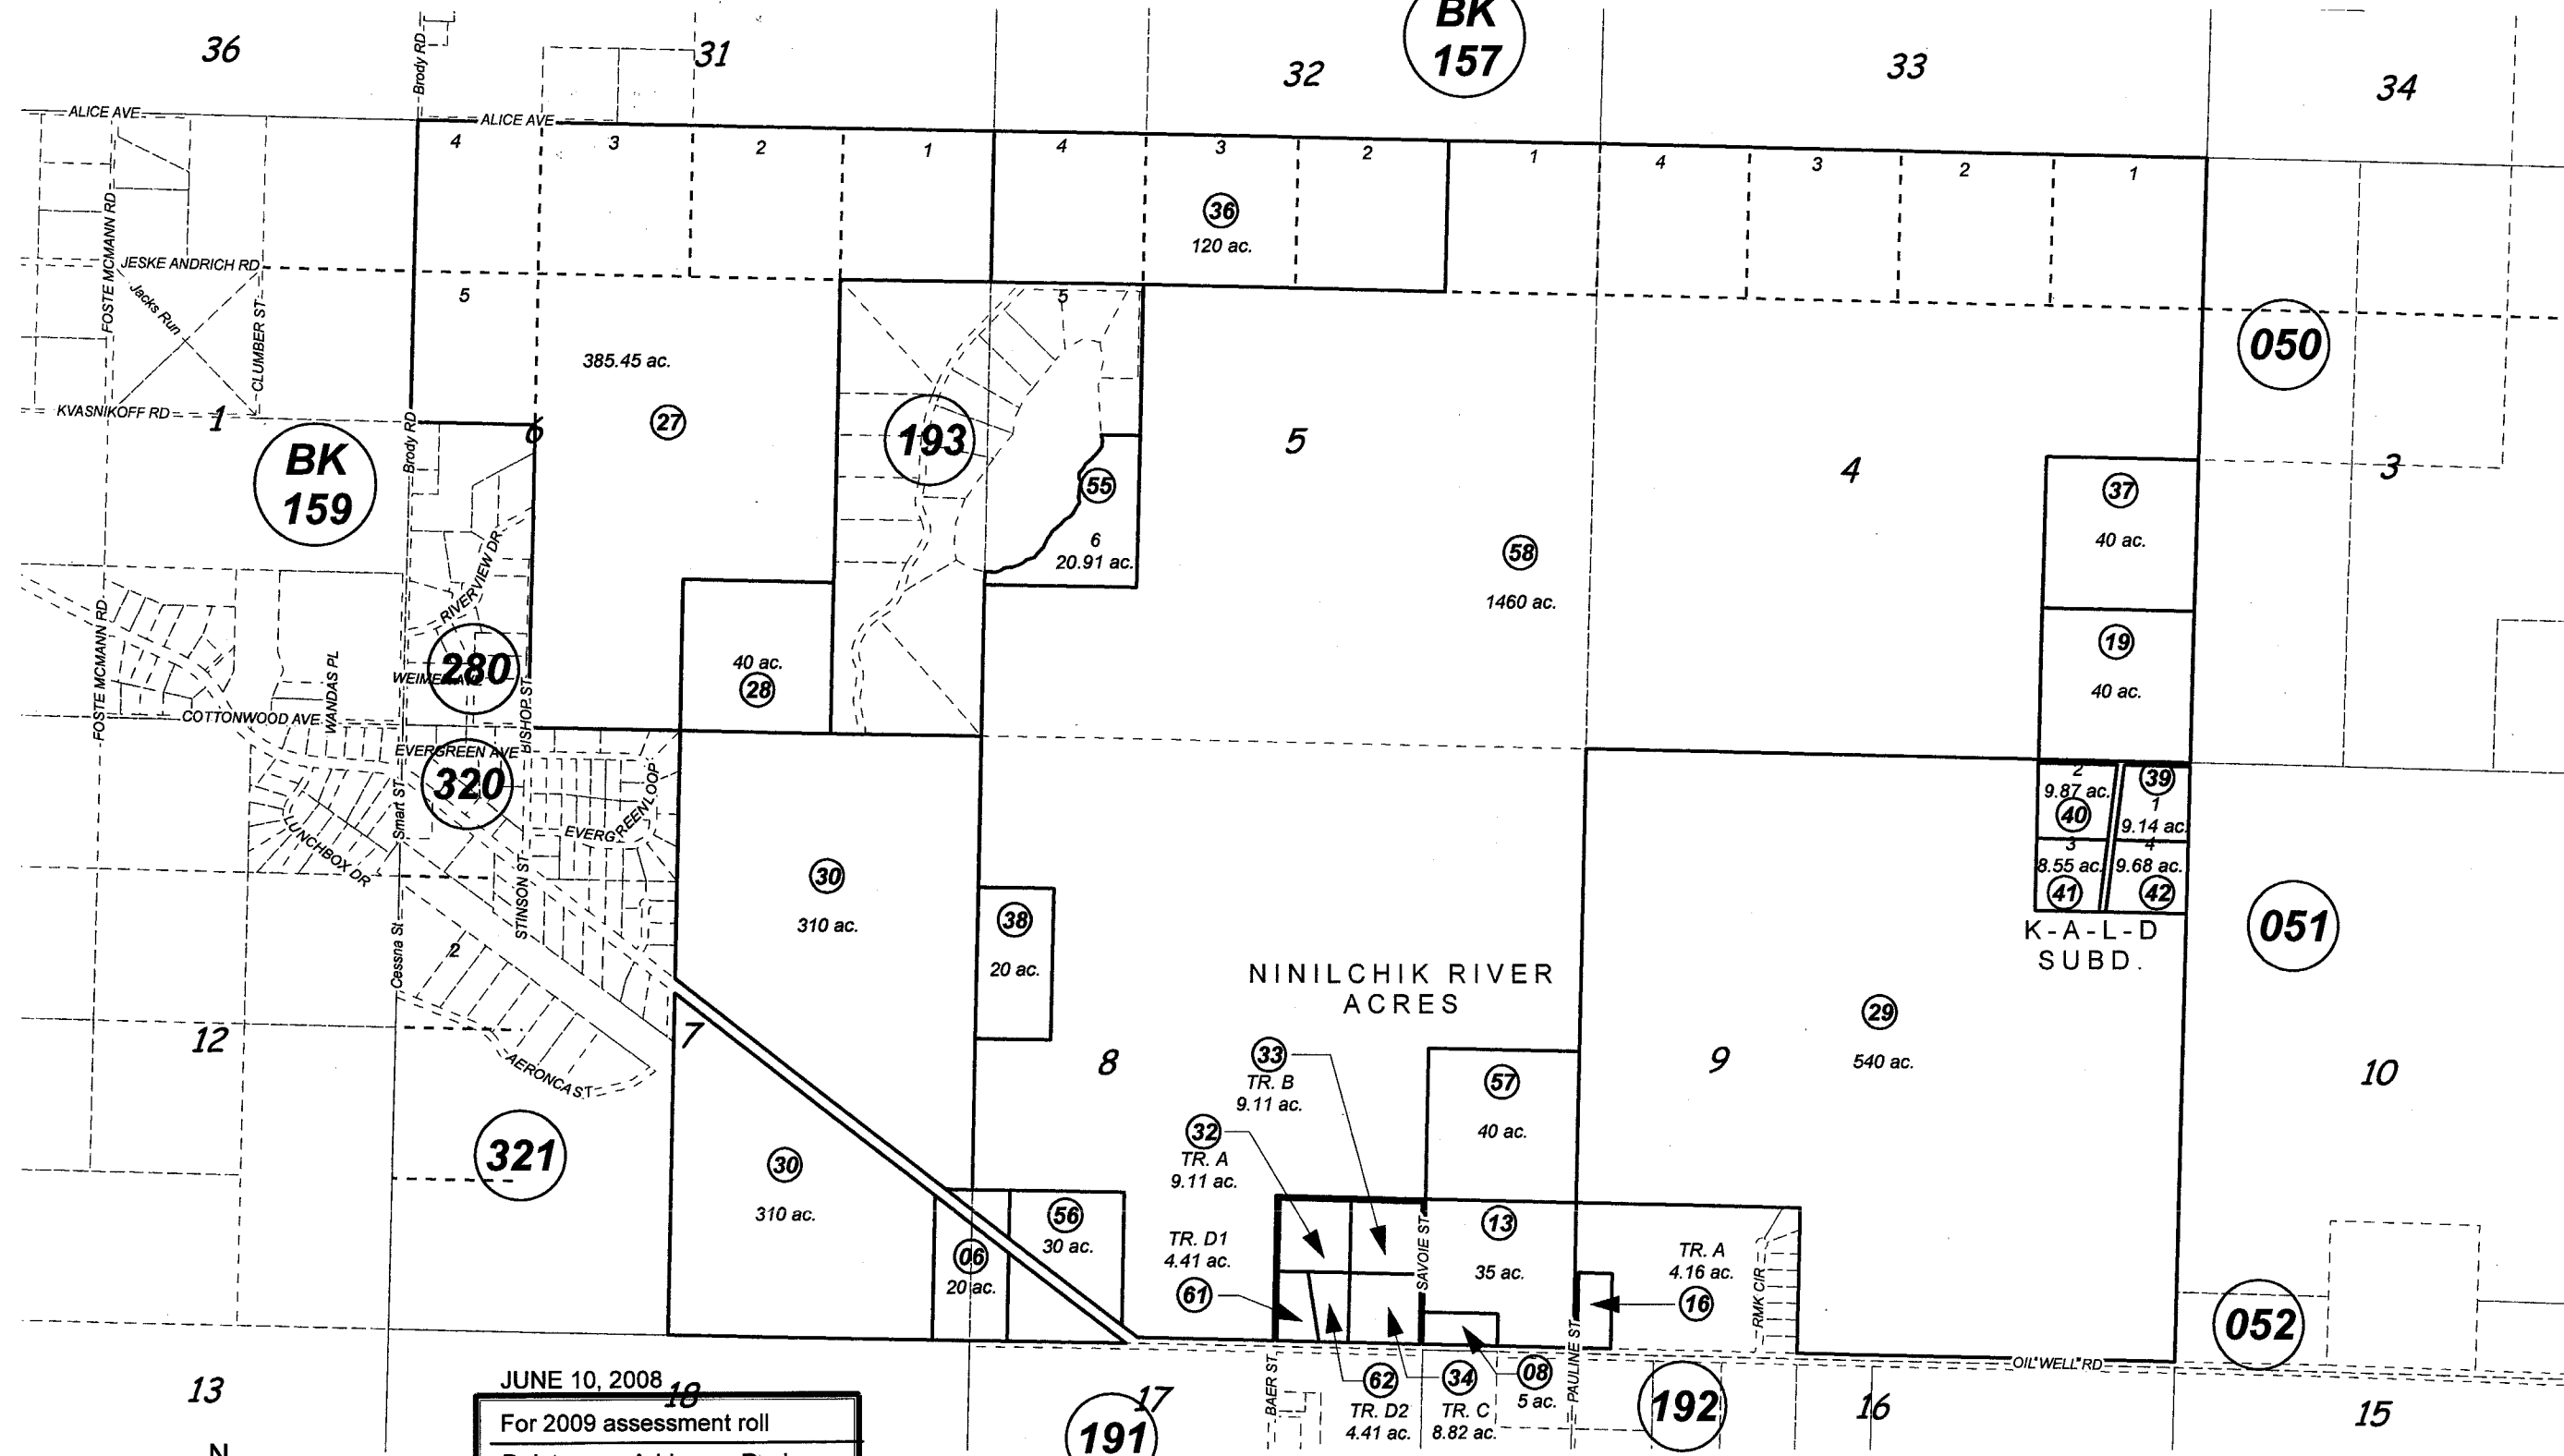 BK
157
36
31
32
33
34
Brody RD
ALICE AVE
ALICE AVE
4
3
2
1
4
3
2
1
4
3
2
1
FOSTE MCMANN RD
36
120 ac.
JESKE ANDRICH RD
Jacks Run
CLUMBER ST
5
5
050
385.45 ac.
KVASNIKOFF RD
1
6
27
193
5
4
3
BK
159
Brody RD
55
6
20.91 ac.
37
40 ac.
58
1460 ac.
RIVERVIEW DR
FOSTE MCMANN RD
WANDAS PL
280
BISHOP ST
40 ac.
28
19
40 ac.
COTTONWOOD AVE
EVERGREEN AVE
320
Smart ST
EVERGREEN LOOP
LUNCHBOX DR
STINSON ST
Cessna St
2
2
9.87 ac.
40
39
1
9.14 ac.
3
8.55 ac.
41
4
9.68 ac.
42
K-A-L-D
SUBD.
051
30
310 ac.
38
20 ac.
NINILCHIK RIVER
ACRES
29
540 ac.
12
7
8
9
10
AERONCA ST
33
TR. B
9.11 ac.
57
40 ac.
32
TR. A
9.11 ac.
321
30
310 ac.
56
30 ac.
06
20 ac.
TR. D1
4.41 ac.
61
SAVOIE ST
13
35 ac.
TR. A
4.16 ac.
16
RMK CIR
052
OIL WELL RD
BAER ST
62
TR. D2
4.41 ac.
34
TR. C
8.82 ac.
08
5 ac.
PAULINE ST
192
13
18
17
191
16
15
N
JUNE 10, 2008
For 2009 assessment roll